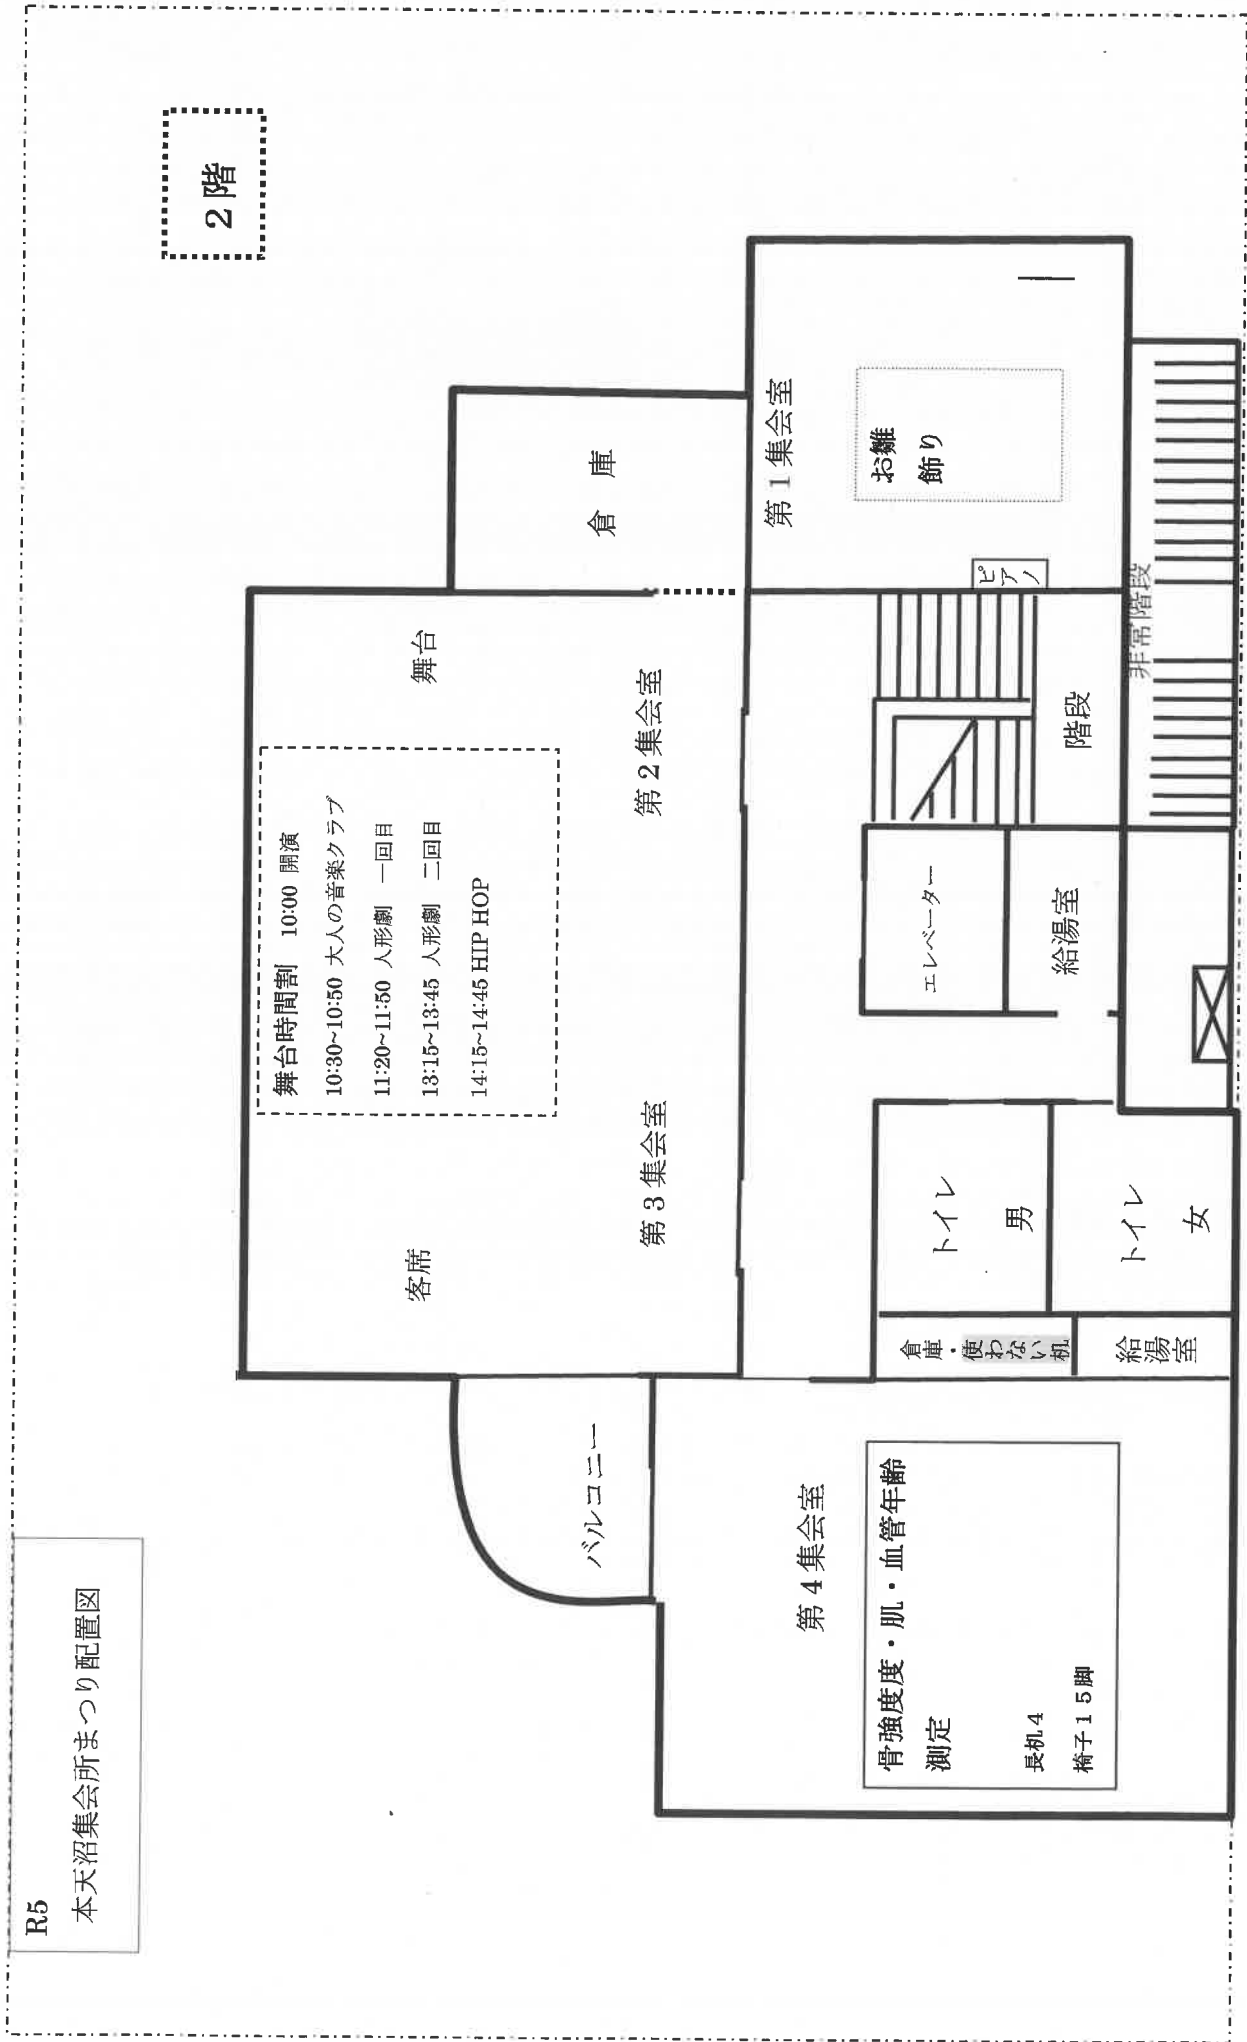 R5
本天沼集会所まつり配置図
2階
舞台時間割 10:00 開演
10:30~10:50 大人の音楽クラブ
11:20~11:50 人形劇 一回目
13:15~13:45 人形劇 二回目
14:15~14:45 HIP HOP
客席
舞台
倉 庫
バルコニー
第3集会室
第2集会室
第1集会室
お雛
飾り
ピアノ
第4集会室
骨強度度・肌・血管年齢
測定
長机4
椅子15脚
倉庫・使わない机
給湯室
トイレ
男
トイレ
女
エレベーター
給湯室
階段
非常階段